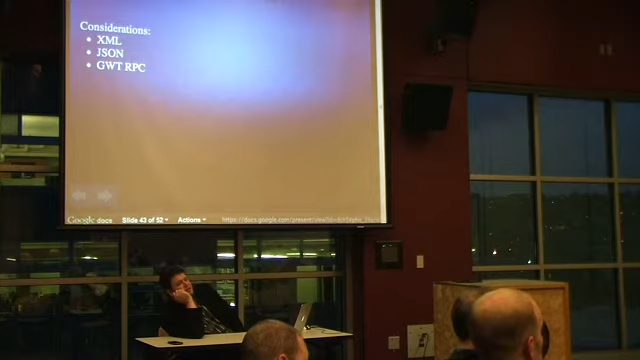 Considerations:
• XML
• JSON
• GWT RPC
Google docs Slide 43 of 52 Actions